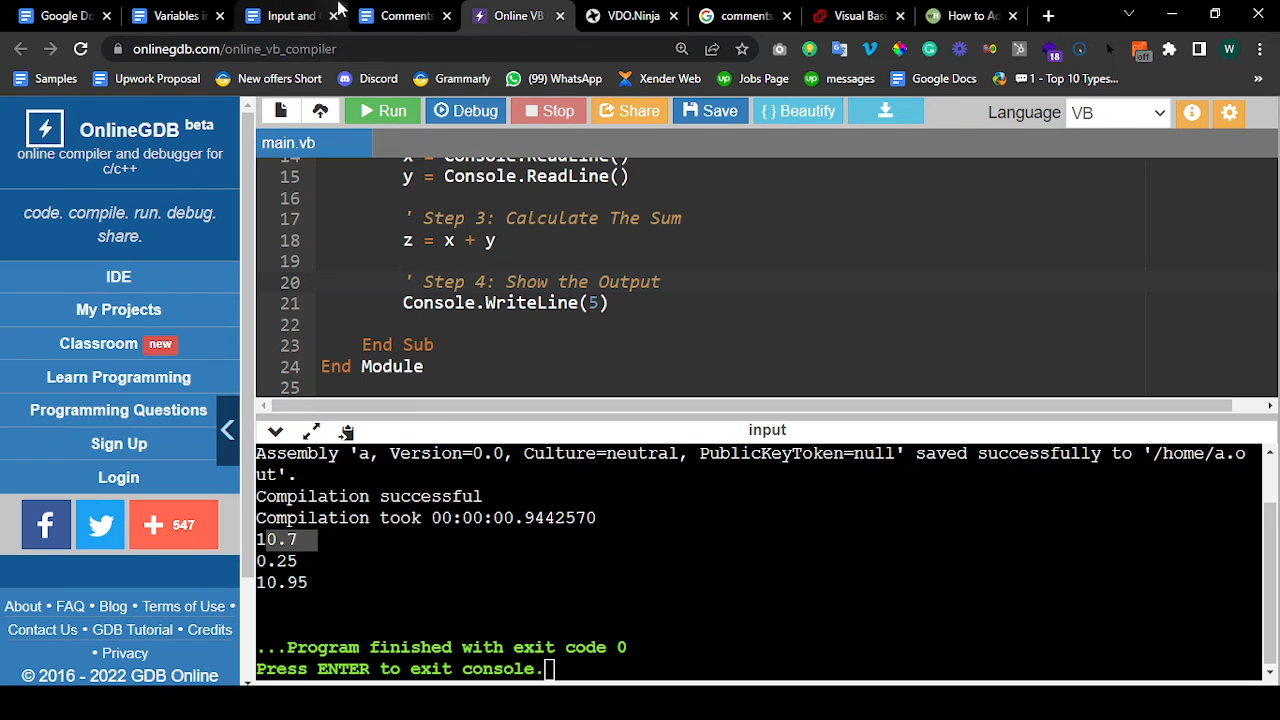 Google Do
Variables i
Input and
Comments
Online VB
VDO.Ninja
comments
Visual Basi
How to Ad
onlinegdb.com/online_vb_compiler
W
18
off
Samples
Upwork Proposal
New offers Short
Discord
Grammarly
(99) WhatsApp
Xender Web
Jobs Page
messages
Google Docs
1 - Top 10 Types...
»
OnlineGDB beta
online compiler and debugger for
c/c++
code. compile. run. debug.
share.
IDE
My Projects
Classroom new
Learn Programming
Programming Questions
Sign Up
Login
547
About • FAQ • Blog • Terms of Use •
Contact Us • GDB Tutorial • Credits
• Privacy
© 2016 - 2022 GDB Online
Run
Debug
Stop
Share
Save
{ } Beautify
Language VB
main.vb
14 x = Console.ReadLine()
15 y = Console.ReadLine()
16
17 ' Step 3: Calculate The Sum
18 z = x + y
19
20 ' Step 4: Show the Output
21 Console.WriteLine(5)
22
23 End Sub
24 End Module
25
input
Assembly 'a, Version=0.0, Culture=neutral, PublicKeyToken=null' saved successfully to '/home/a.o
ut'.
Compilation successful
Compilation took 00:00:00.9442570
10.7
0.25
10.95
...Program finished with exit code 0
Press ENTER to exit console.